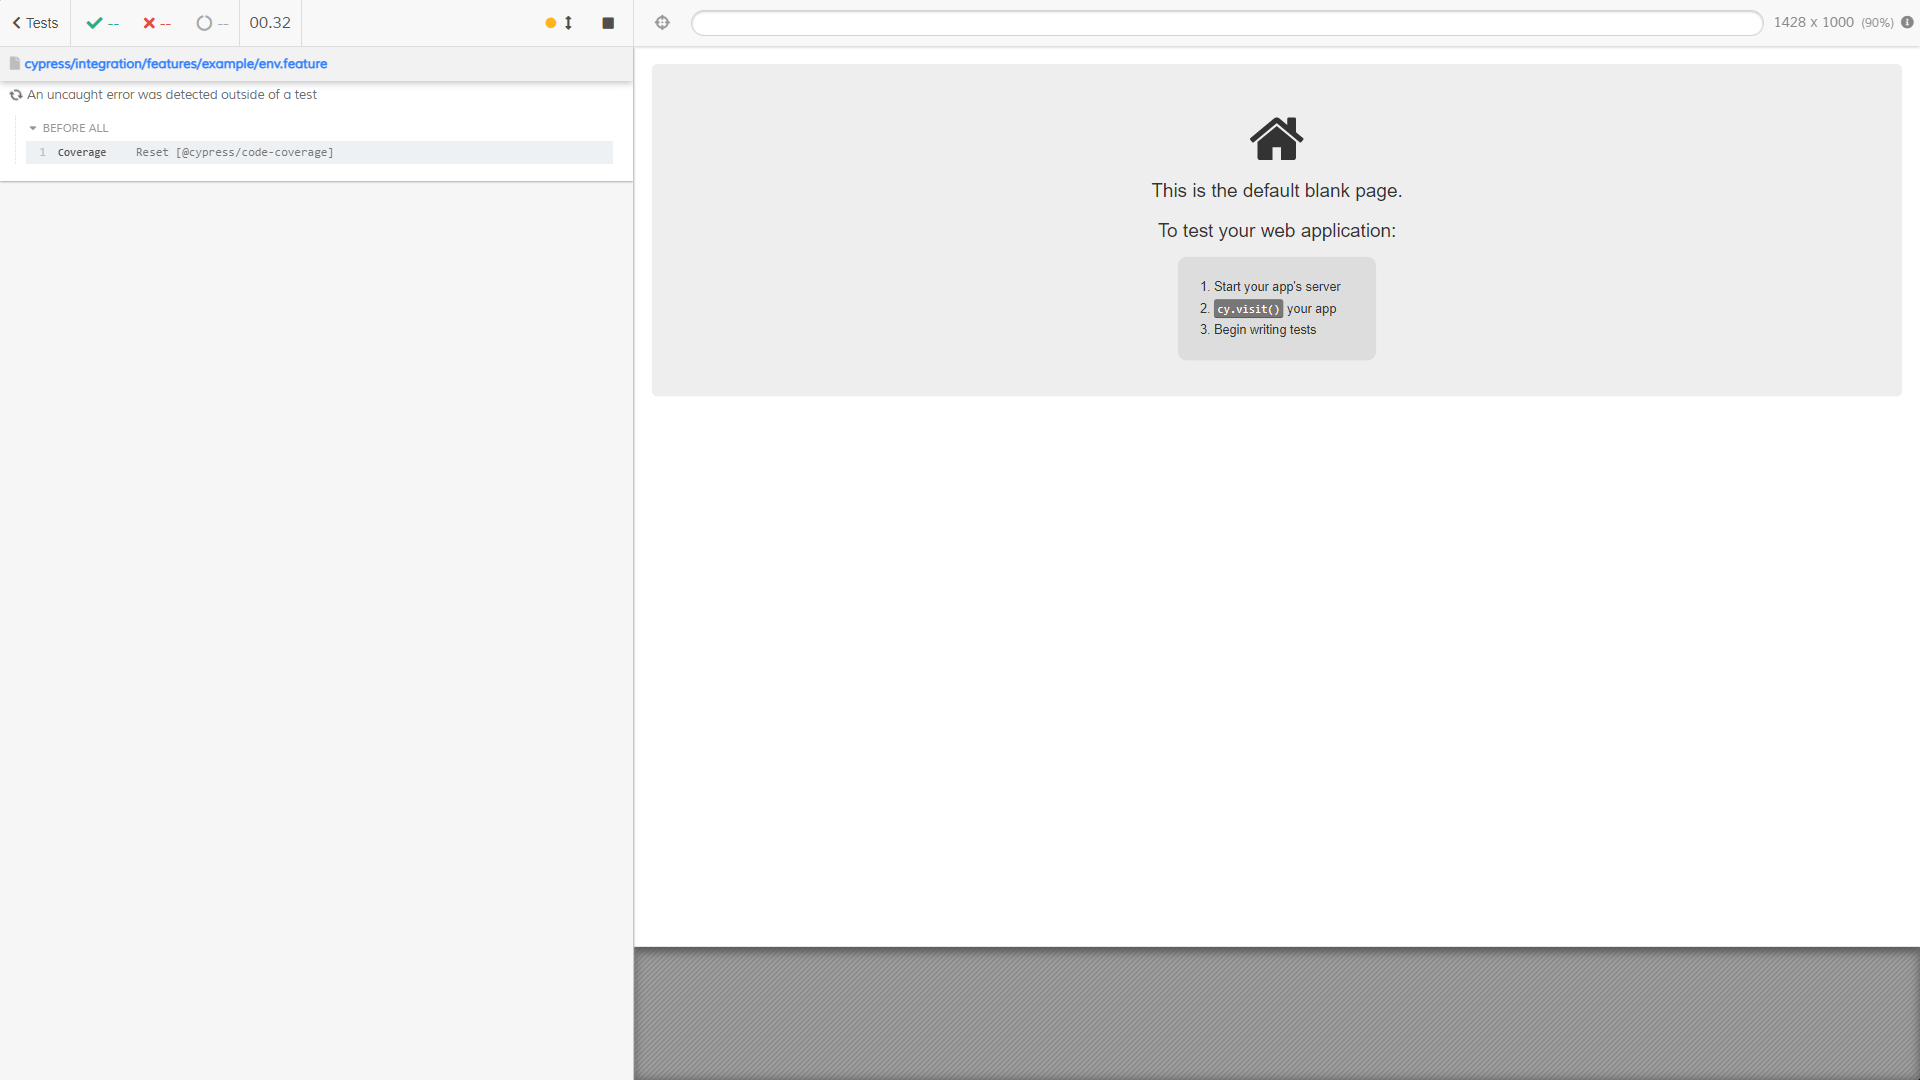 Tests -- -- -- 00.32
cypress/integration/features/example/env.feature
An uncaught error was detected outside of a test
BEFORE ALL
1 Coverage Reset [@cypress/code-coverage]
1428 x 1000 (90%)
This is the default blank page.
To test your web application:
1. Start your app's server
2. cy.visit() your app
3. Begin writing tests